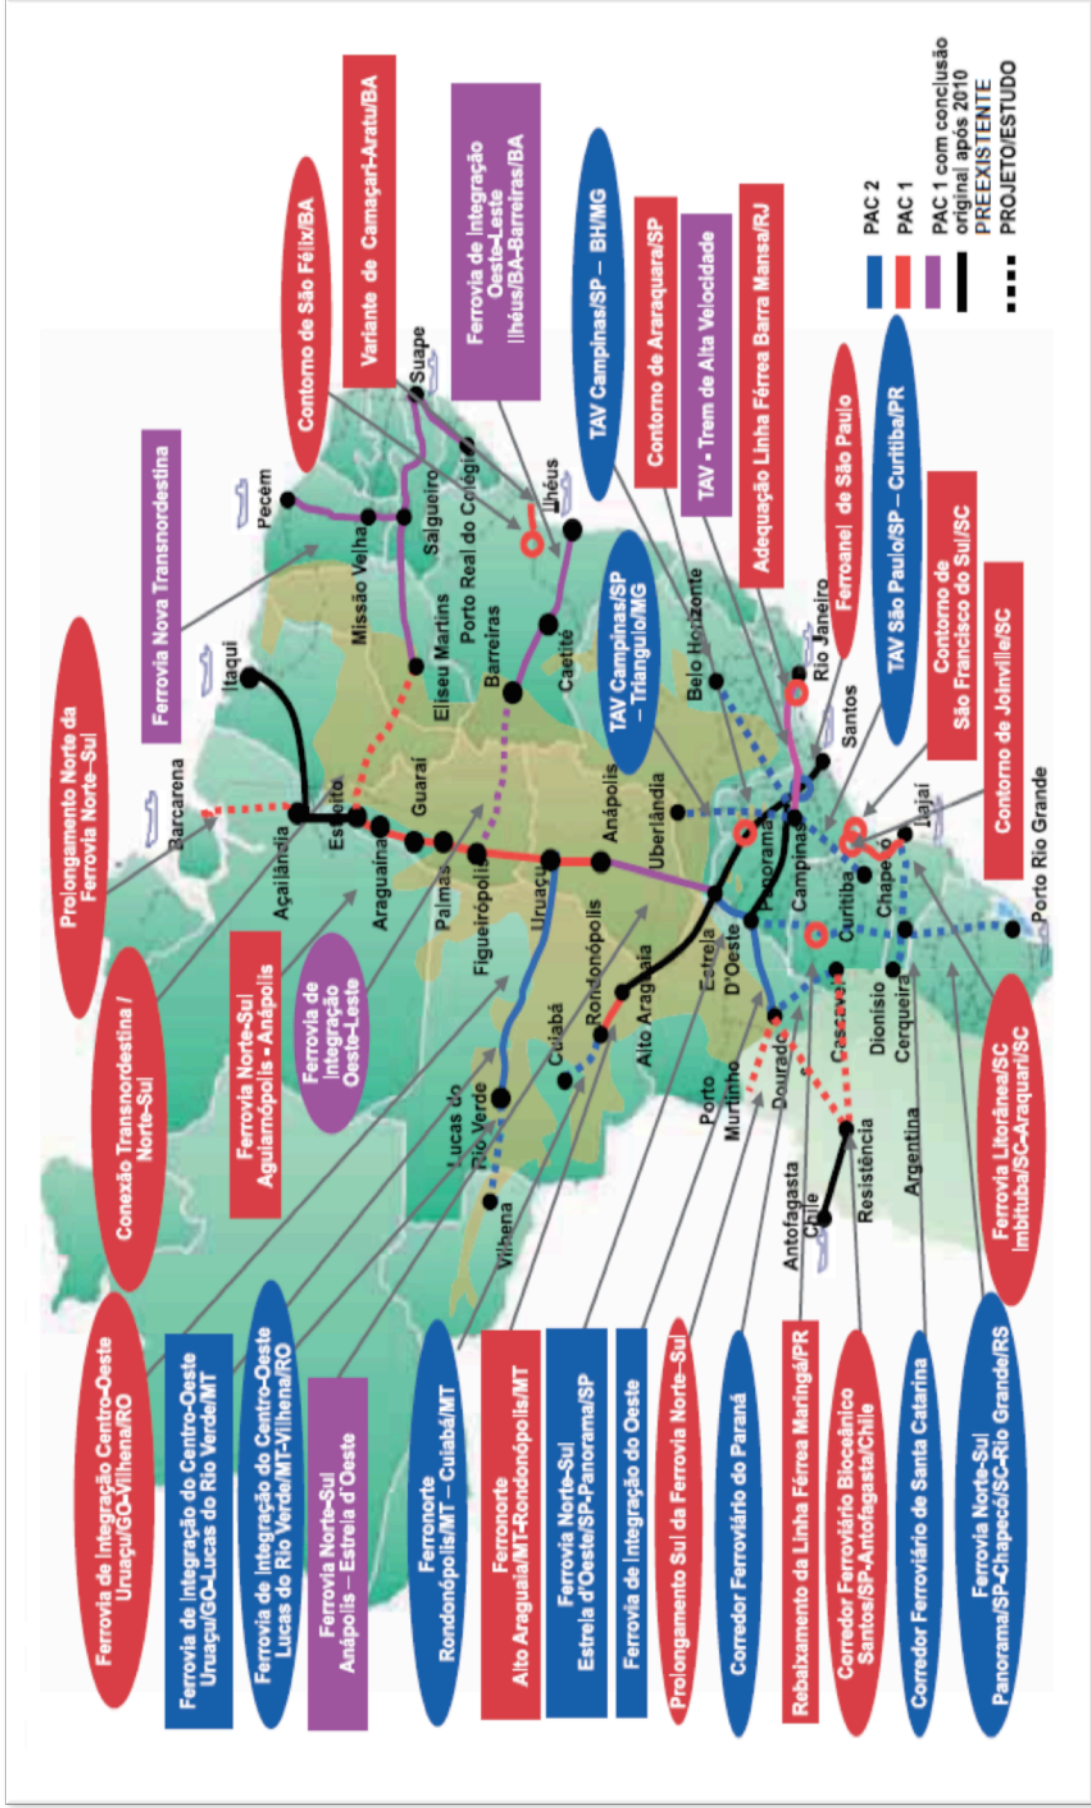 Ferrovia de Integração Centro-Oeste
Uruaçu/GO-Vilhena/RO
Ferrovia de Integração do Centro-Oeste
Uruaçu/GO-Lucas do Rio Verde/MT
Ferrovia de Integração do Centro-Oeste
Lucas do Rio Verde/MT-Vilhena/RO
Ferrovia Norte-Sul
Anápolis – Estrela d'Oeste
Ferronorte
Rondonópolis/MT – Cuiabá/MT
Ferronorte
Alto Araguaia/MT-Rondonópolis/MT
Ferrovia Norte-Sul
Estrela d'Oeste/SP-Panorama/SP
Ferrovia de Integração do Oeste
Prolongamento Sul da Ferrovia Norte-Sul
Corredor Ferroviário do Paraná
Rebaixamento da Linha Férrea Maringá/PR
Corredor Ferroviário Bioceânico
Santos/SP-Antofagasta/Chile
Corredor Ferroviário de Santa Catarina
Ferrovia Norte-Sul
Panorama/SP-Chapecó/SC-Rio Grande/RS
Prolongamento Norte da
Ferrovia Norte-Sul
Conexão Transnordestina /
Norte-Sul
Ferrovia Norte-Sul
Aguiarnópolis - Anápolis
Ferrovia de
Integração
Oeste-Leste
Ferrovia Nova Transnordestina
Contorno de São Félix/BA
Variante de Camaçari-Aratu/BA
Ferrovia de Integração
Oeste-Leste
Ilhéus/BA-Barreiras/BA
TAV Campinas/SP – BH/MG
TAV Campinas/SP
– Triangulo/MG
Contorno de Araraquara/SP
TAV - Trem de Alta Velocidade
Adequação Linha Férrea Barra Mansa/RJ
Ferroanel de São Paulo
TAV São Paulo/SP – Curitiba/PR
Contorno de
São Francisco do Sul/SC
Contorno de Joinville/SC
Ferrovia Litorânea/SC
Imbituba/SC-Araquari/SC
Barcarena
Itaqui
Pecém
Açailândia
Estreito
Araguaína
Guaraí
Palmas
Figueirópolis
Uruaçu
Anápolis
Missão Velha
Salgueiro
Suape
Eliseu Martins
Porto Real do Colégio
Barreiras
Caetité
Ilhéus
Lucas do
Rio Verde
Vilhena
Cuiabá
Rondonópolis
Alto Araguaia
Uberlândia
Belo Horizonte
Estrela
D'Oeste
Panorama
Campinas
Rio Janeiro
Santos
Porto
Murtinho
Dourados
Cascavel
Curitiba
Chapecó
Itajaí
Dionisio
Cerqueira
Porto Rio Grande
Antofagasta
Chile
Resistência
Argentina
PAC 2
PAC 1
PAC 1 com conclusão
original após 2010
PREEXISTENTE
PROJETO/ESTUDO